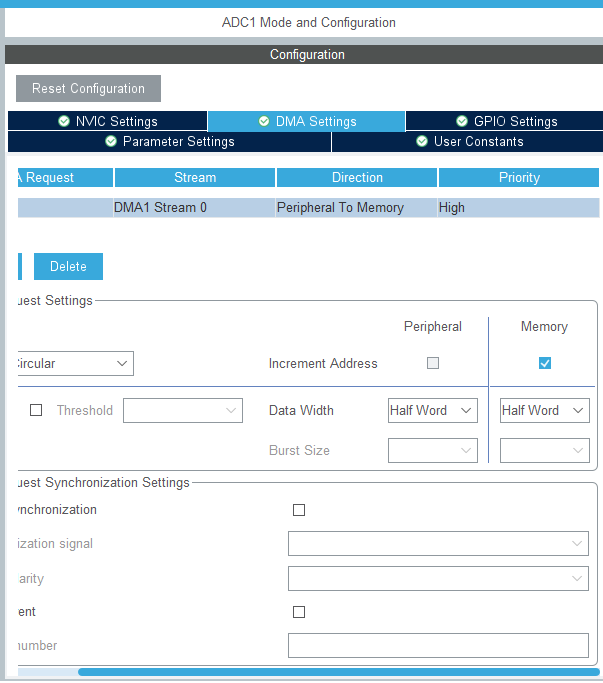 ADC1 Mode and Configuration
Configuration
Reset Configuration
NVIC Settings DMA Settings GPIO Settings
Parameter Settings User Constants
A Request Stream Direction Priority
DMA1 Stream 0 Peripheral To Memory High
Delete
uest Settings
Peripheral Memory
Circular Increment Address
Threshold Data Width Half Word Half Word
Burst Size
uest Synchronization Settings
ynchronization
ization signal
arity
ent
number